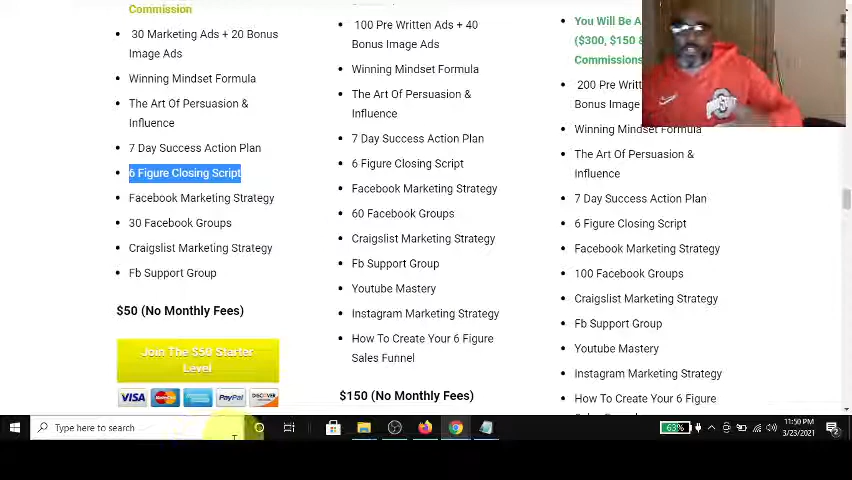 Commission
30 Marketing Ads + 20 Bonus
Image Ads
Winning Mindset Formula
The Art Of Persuasion &
Influence
7 Day Success Action Plan
6 Figure Closing Script
Facebook Marketing Strategy
30 Facebook Groups
Craigslist Marketing Strategy
Fb Support Group
$50 (No Monthly Fees)
Join The $50 Starter
Level
VISA MasterCard PayPal DISCOVER
100 Pre Written Ads + 40
Bonus Image Ads
Winning Mindset Formula
The Art Of Persuasion &
Influence
7 Day Success Action Plan
6 Figure Closing Script
Facebook Marketing Strategy
60 Facebook Groups
Craigslist Marketing Strategy
Fb Support Group
Youtube Mastery
Instagram Marketing Strategy
How To Create Your 6 Figure
Sales Funnel
$150 (No Monthly Fees)
You Will Be A
($300, $150 &
Commissions
200 Pre Writt
Bonus Image
Winning Mindset Formula
The Art Of Persuasion &
Influence
7 Day Success Action Plan
6 Figure Closing Script
Facebook Marketing Strategy
100 Facebook Groups
Craigslist Marketing Strategy
Fb Support Group
Youtube Mastery
Instagram Marketing Strategy
How To Create Your 6 Figure
Type here to search
63%
11:50 PM
3/23/2021
2